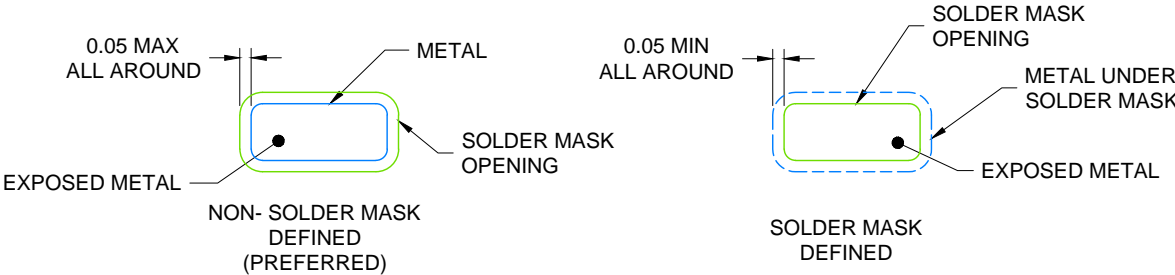 0.05 MAX
ALL AROUND
METAL
SOLDER MASK
OPENING
EXPOSED METAL
NON- SOLDER MASK
DEFINED
(PREFERRED)
0.05 MIN
ALL AROUND
SOLDER MASK
OPENING
METAL UNDER
SOLDER MASK
EXPOSED METAL
SOLDER MASK
DEFINED